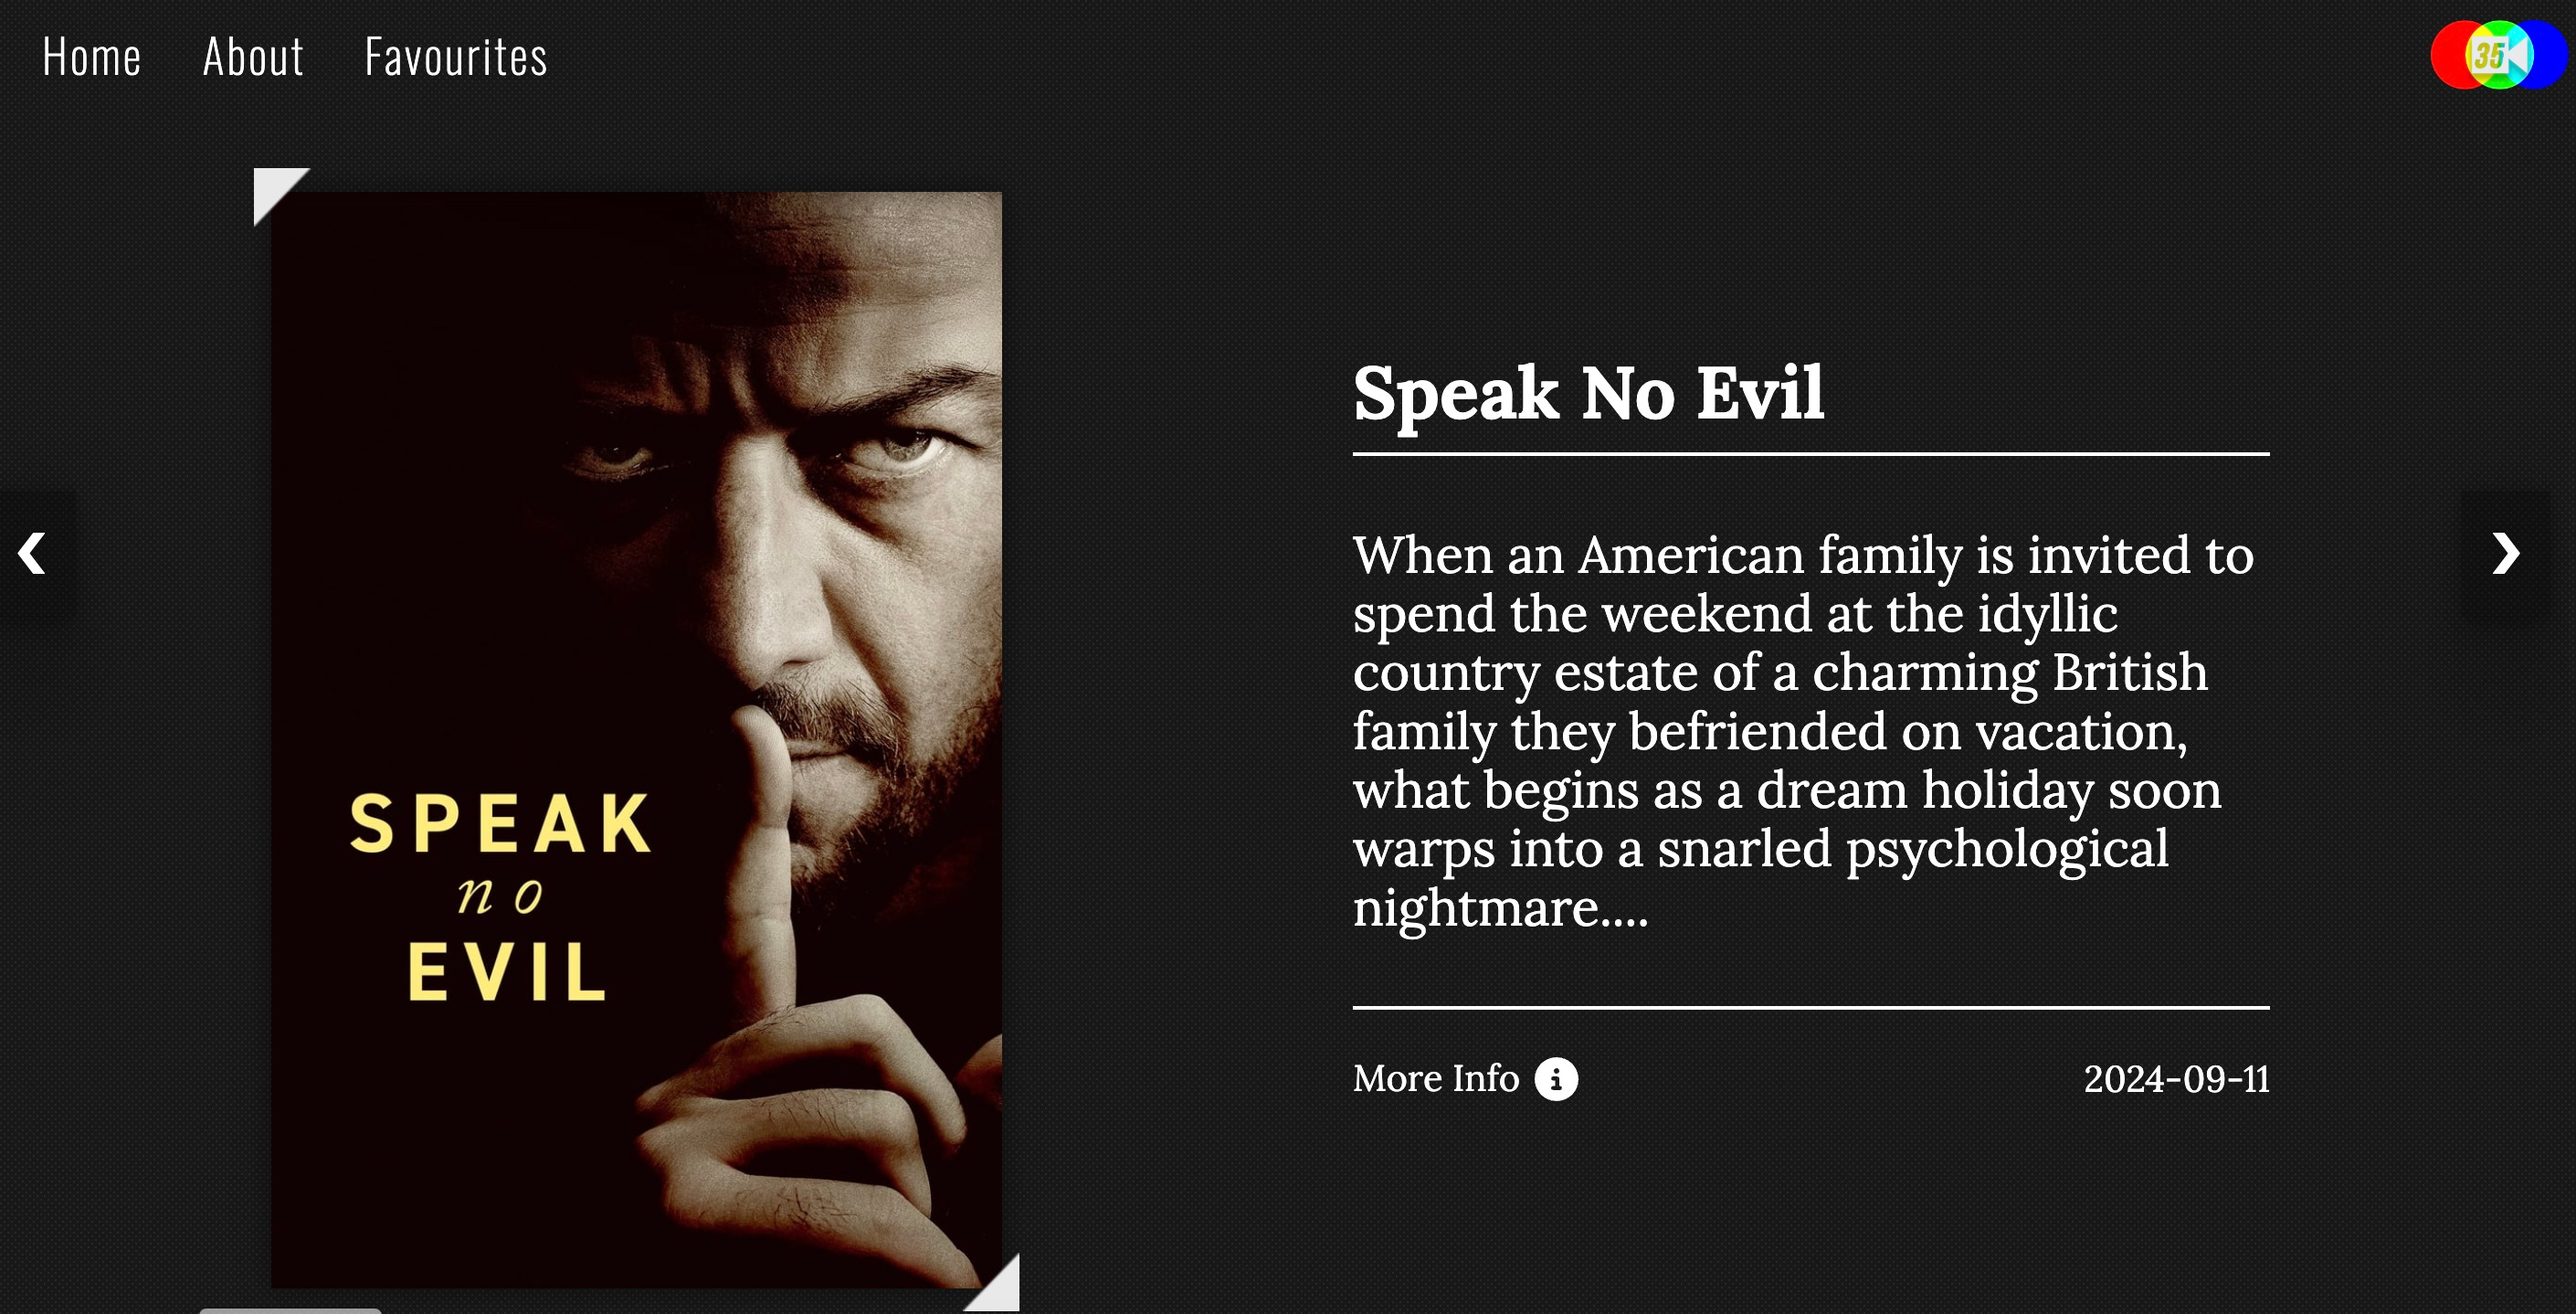 Home About Favourites
35
SPEAK
no
EVIL
Speak No Evil
When an American family is invited to
spend the weekend at the idyllic
country estate of a charming British
family they befriended on vacation,
what begins as a dream holiday soon
warps into a snarled psychological
nightmare....
More Info i 2024-09-11